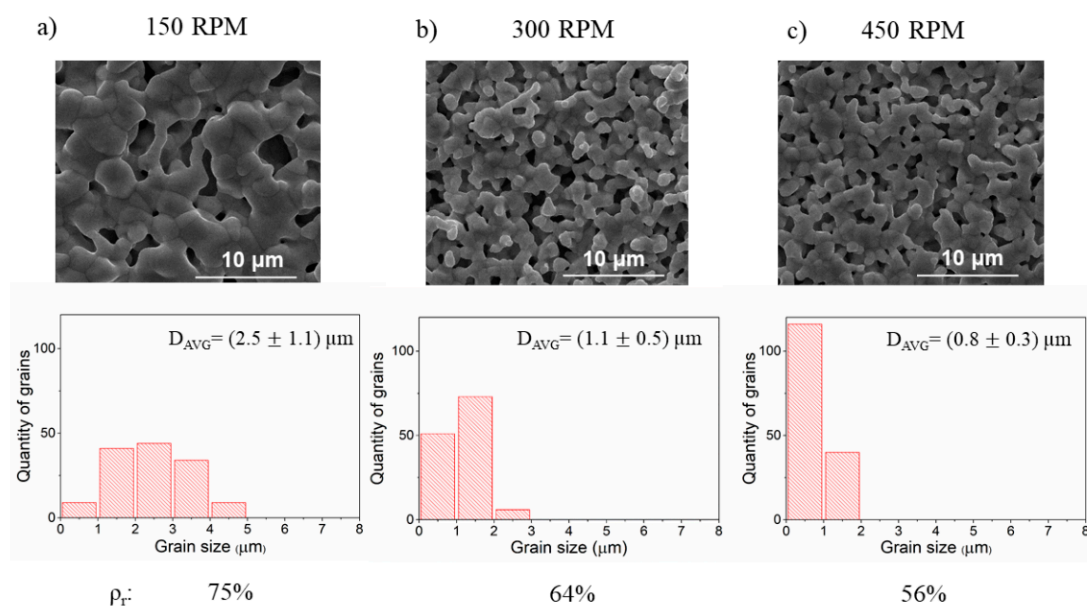 a) 150 RPM b) 300 RPM c) 450 RPM
10 µm 10 µm 10 µm
D_AVG= (2.5 ± 1.1) µm D_AVG= (1.1 ± 0.5) µm D_AVG= (0.8 ± 0.3) µm
Quantity of grains Quantity of grains Quantity of grains
100 100 100
50 50 50
0 0 0
0 1 2 3 4 5 6 7 8 0 1 2 3 4 5 6 7 8 0 1 2 3 4 5 6 7 8
Grain size (µm) Grain size (µm) Grain size (µm)
ρr: 75% 64% 56%